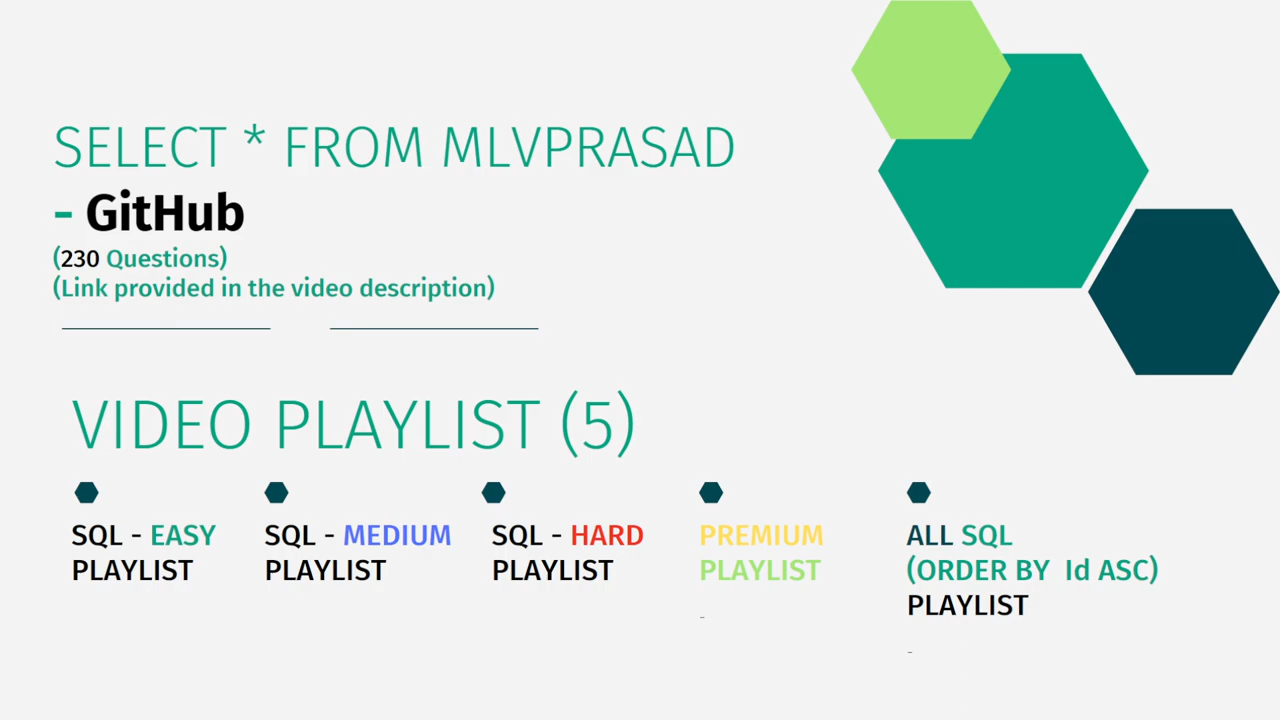 SELECT * FROM MLVPRASAD
- GitHub
(230 Questions)
(Link provided in the video description)
VIDEO PLAYLIST (5)
SQL - EASY
PLAYLIST
SQL - MEDIUM
PLAYLIST
SQL - HARD
PLAYLIST
PREMIUM
PLAYLIST
-
ALL SQL
(ORDER BY Id ASC)
PLAYLIST
-